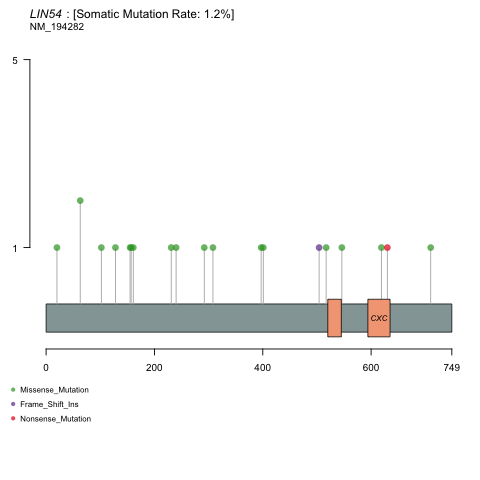 LIN54 : [Somatic Mutation Rate: 1.2%]
NM_194282
5
1
CXC
0 200 400 600 749
Missense_Mutation
Frame_Shift_Ins
Nonsense_Mutation